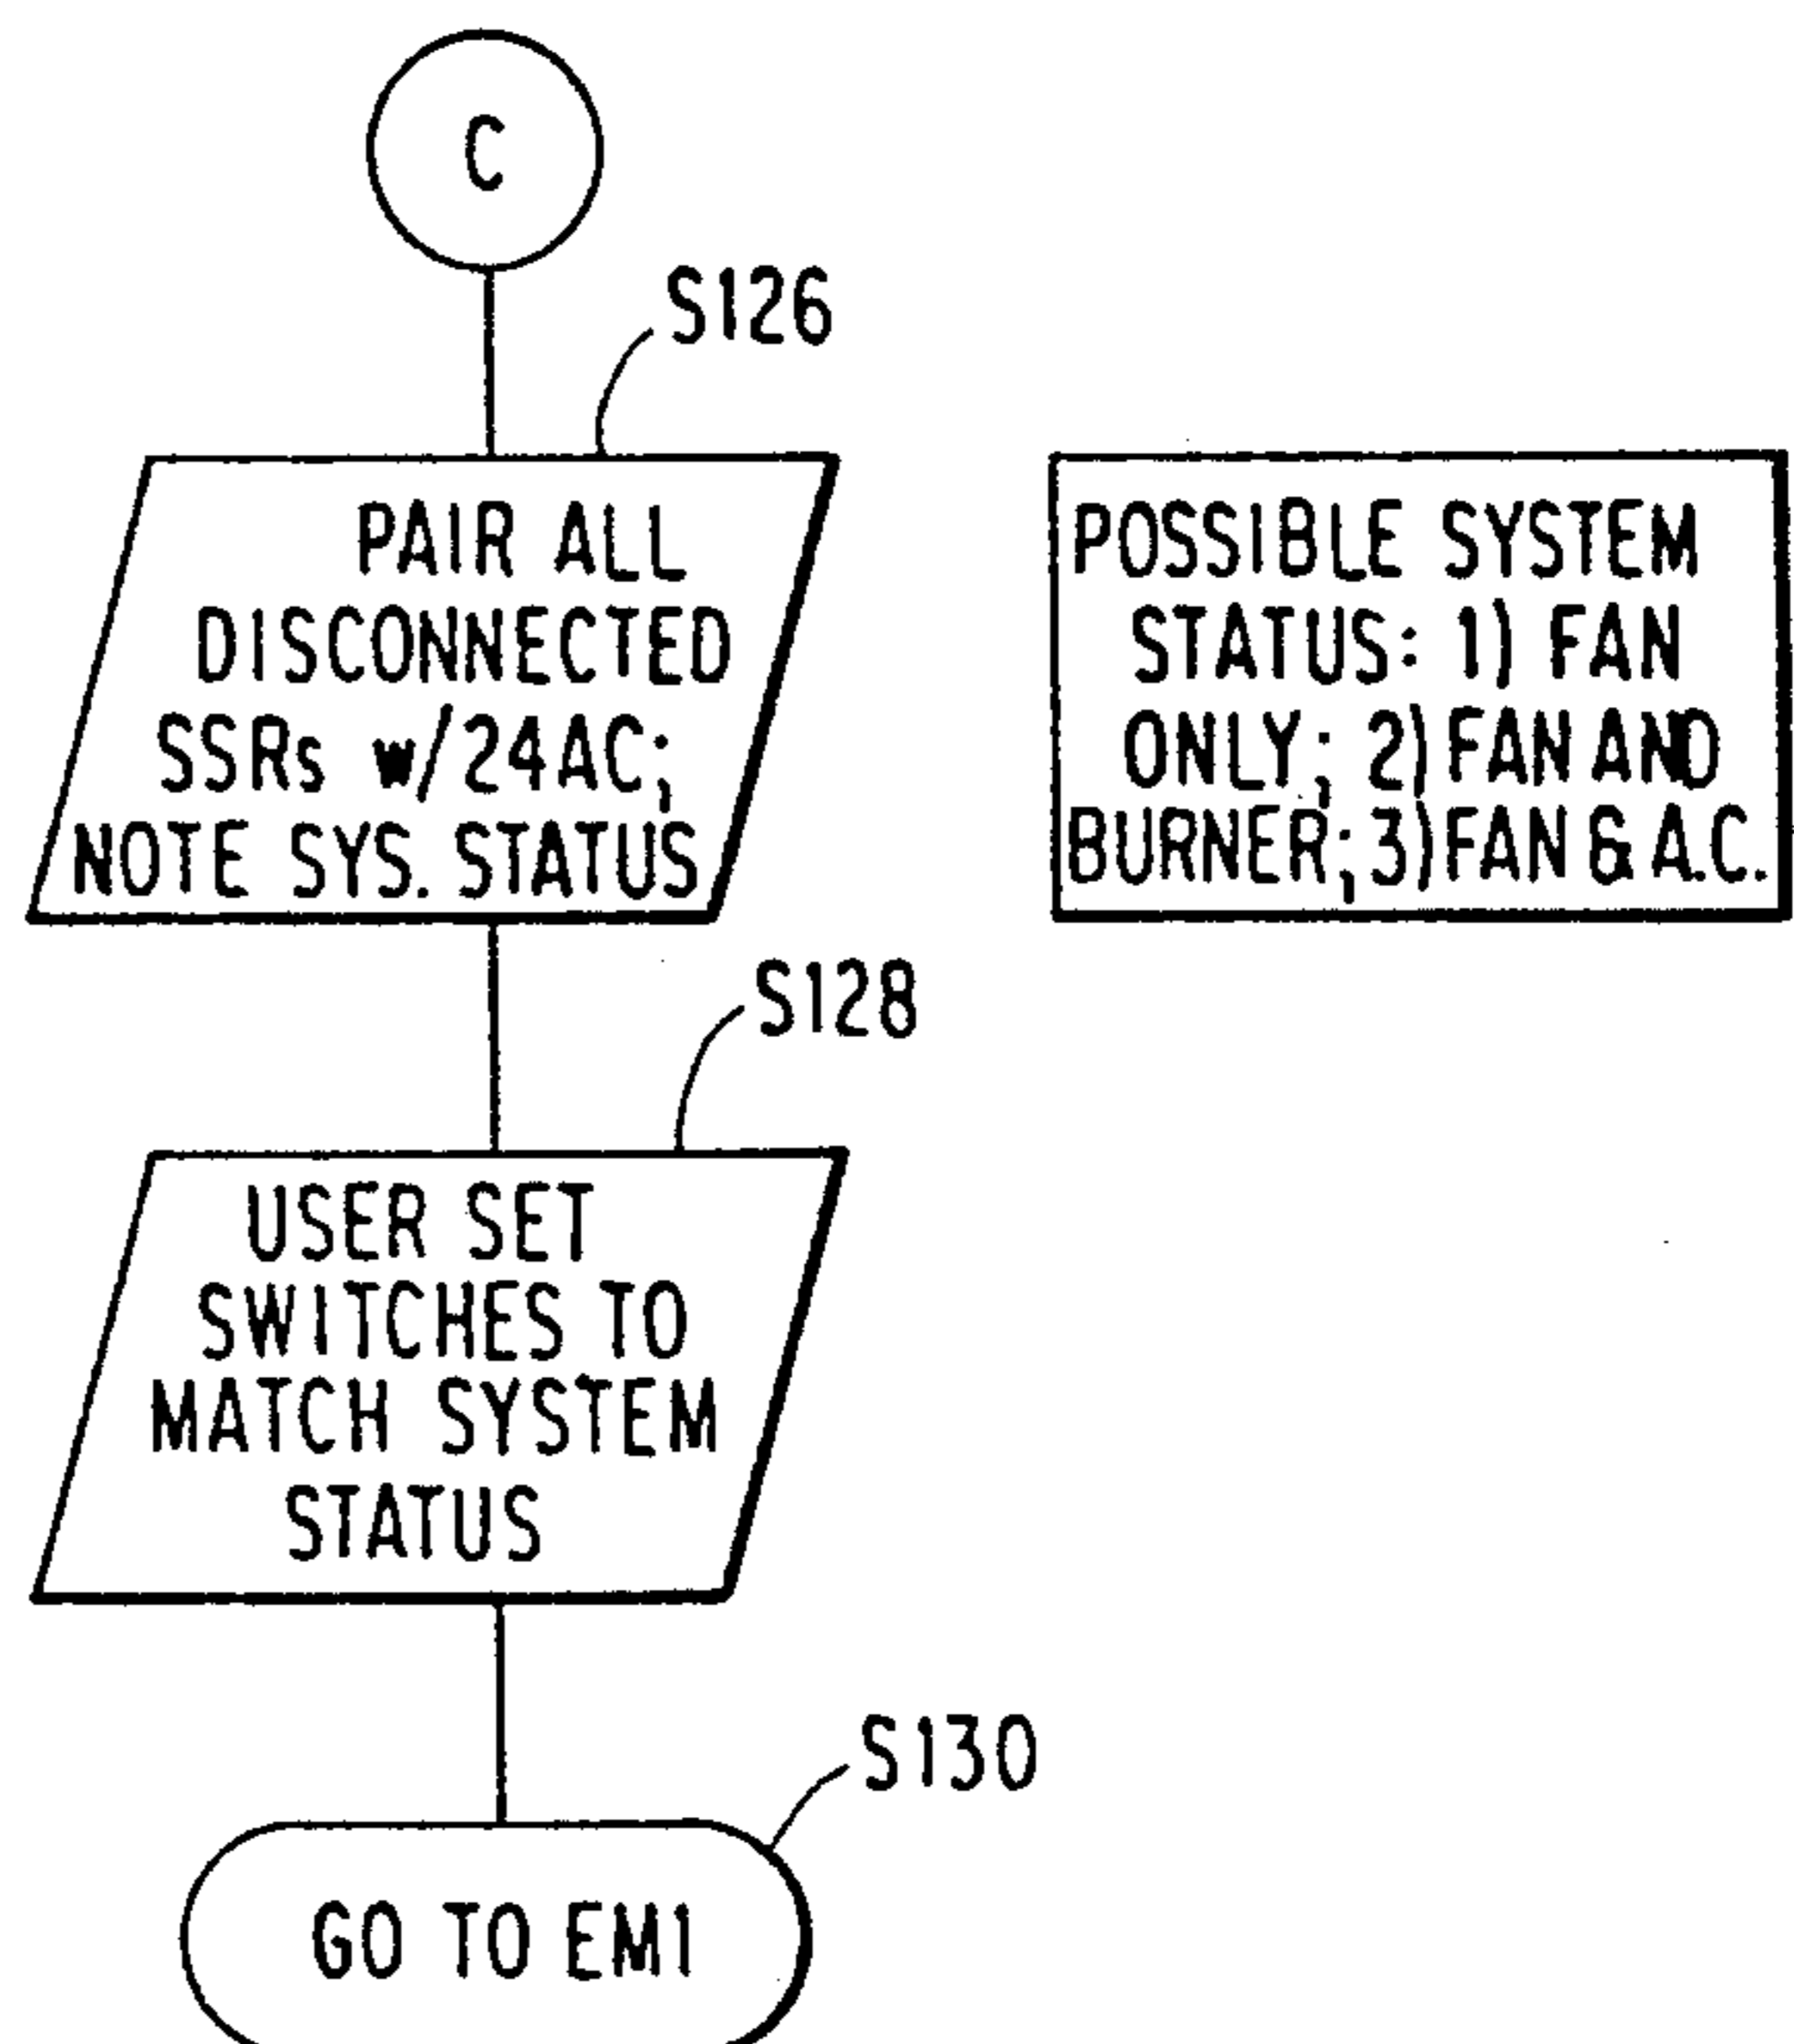 C
S126
PAIR ALL
DISCONNECTED
SSRs w/24AC;
NOTE SYS. STATUS
POSSIBLE SYSTEM
STATUS: 1) FAN
ONLY; 2) FAN AND
BURNER; 3) FAN & A.C.
S128
USER SET
SWITCHES TO
MATCH SYSTEM
STATUS
S130
GO TO EM1